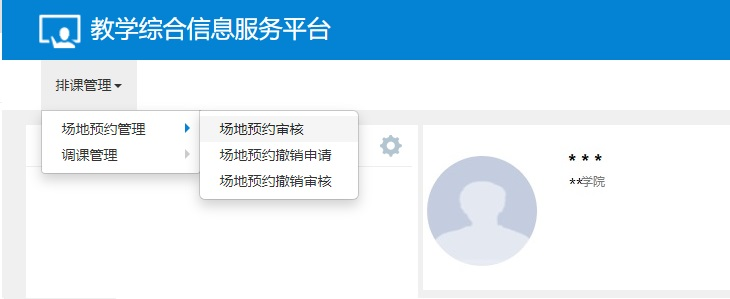 教学综合信息服务平台
排课管理
场地预约管理
调课管理
场地预约审核
场地预约撤销申请
场地预约撤销审核
***
**学院